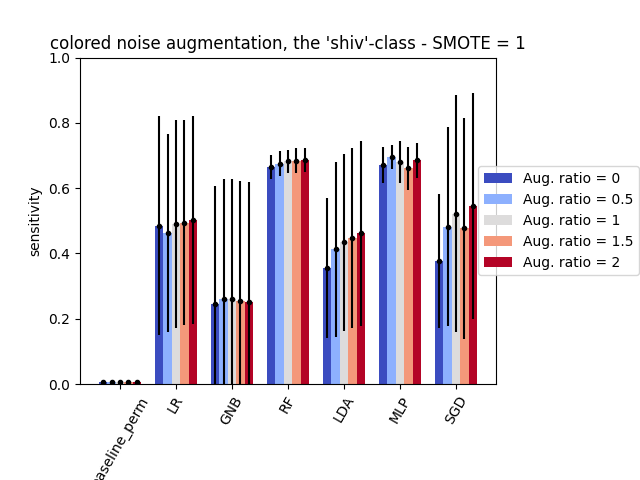 colored noise augmentation, the 'shiv'-class - SMOTE = 1
1.0
0.8
0.6
0.4
0.2
0.0
sensitivity
Aug. ratio = 0
Aug. ratio = 0.5
Aug. ratio = 1
Aug. ratio = 1.5
Aug. ratio = 2
aseline_perm
LR
GNB
RF
LDA
MLP
SGD